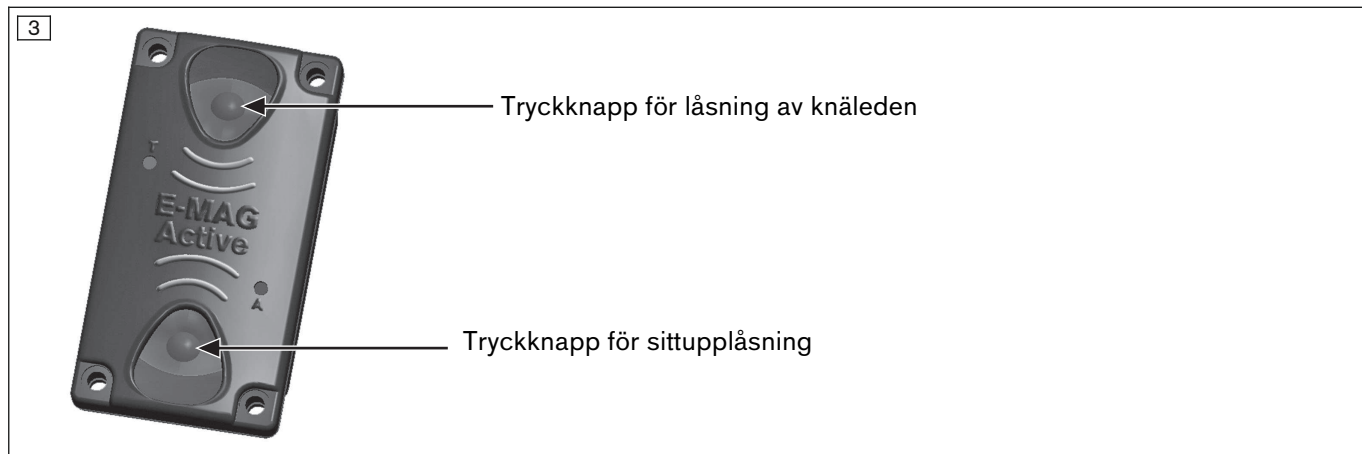 3
Tryckknapp för låsning av knäleden
T
E-MAG
Active
A
Tryckknapp för sittupplåsning